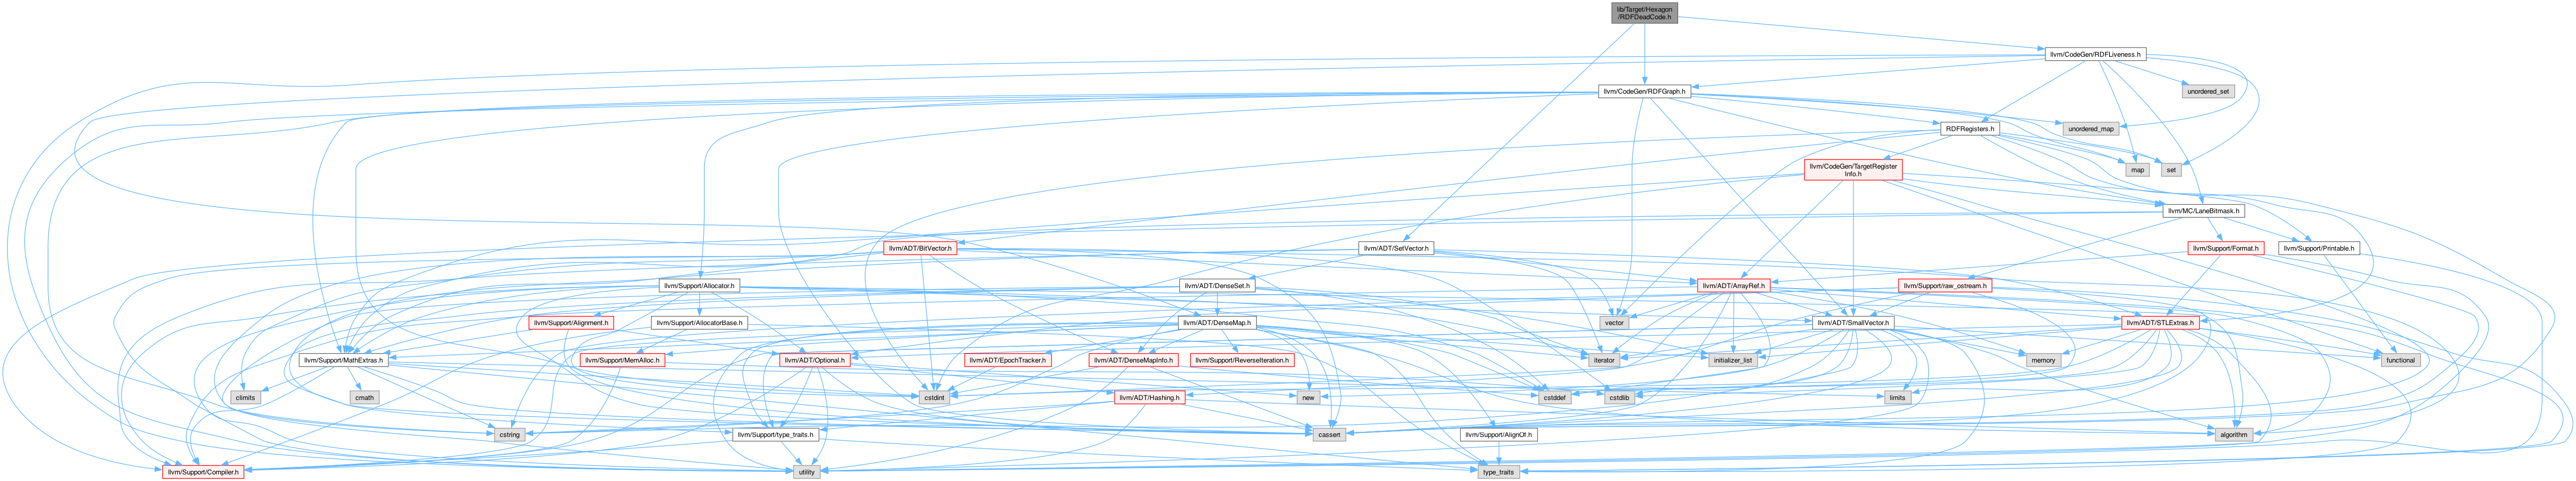 lib/Target/Hexagon
/RDFDeadCode.h
llvm/CodeGen/RDFLiveness.h
unordered_set
llvm/CodeGen/RDFGraph.h
unordered_map
RDFRegisters.h
llvm/CodeGen/TargetRegister
Info.h
map
set
llvm/MC/LaneBitmask.h
llvm/ADT/BitVector.h
llvm/ADT/SetVector.h
llvm/Support/Format.h
llvm/Support/Printable.h
llvm/Support/Allocator.h
llvm/ADT/DenseSet.h
llvm/ADT/ArrayRef.h
llvm/Support/raw_ostream.h
llvm/Support/Alignment.h
llvm/Support/AllocatorBase.h
llvm/ADT/DenseMap.h
vector
llvm/ADT/SmallVector.h
llvm/ADT/STLExtras.h
llvm/Support/MathExtras.h
llvm/Support/MemAlloc.h
llvm/ADT/Optional.h
llvm/ADT/EpochTracker.h
llvm/ADT/DenseMapInfo.h
llvm/Support/ReverseIteration.h
iterator
initializer_list
memory
functional
climits
cmath
llvm/ADT/Hashing.h
cstdint
new
cstddef
cstdlib
limits
cstring
llvm/Support/type_traits.h
cassert
llvm/Support/AlignOf.h
algorithm
llvm/Support/Compiler.h
utility
type_traits